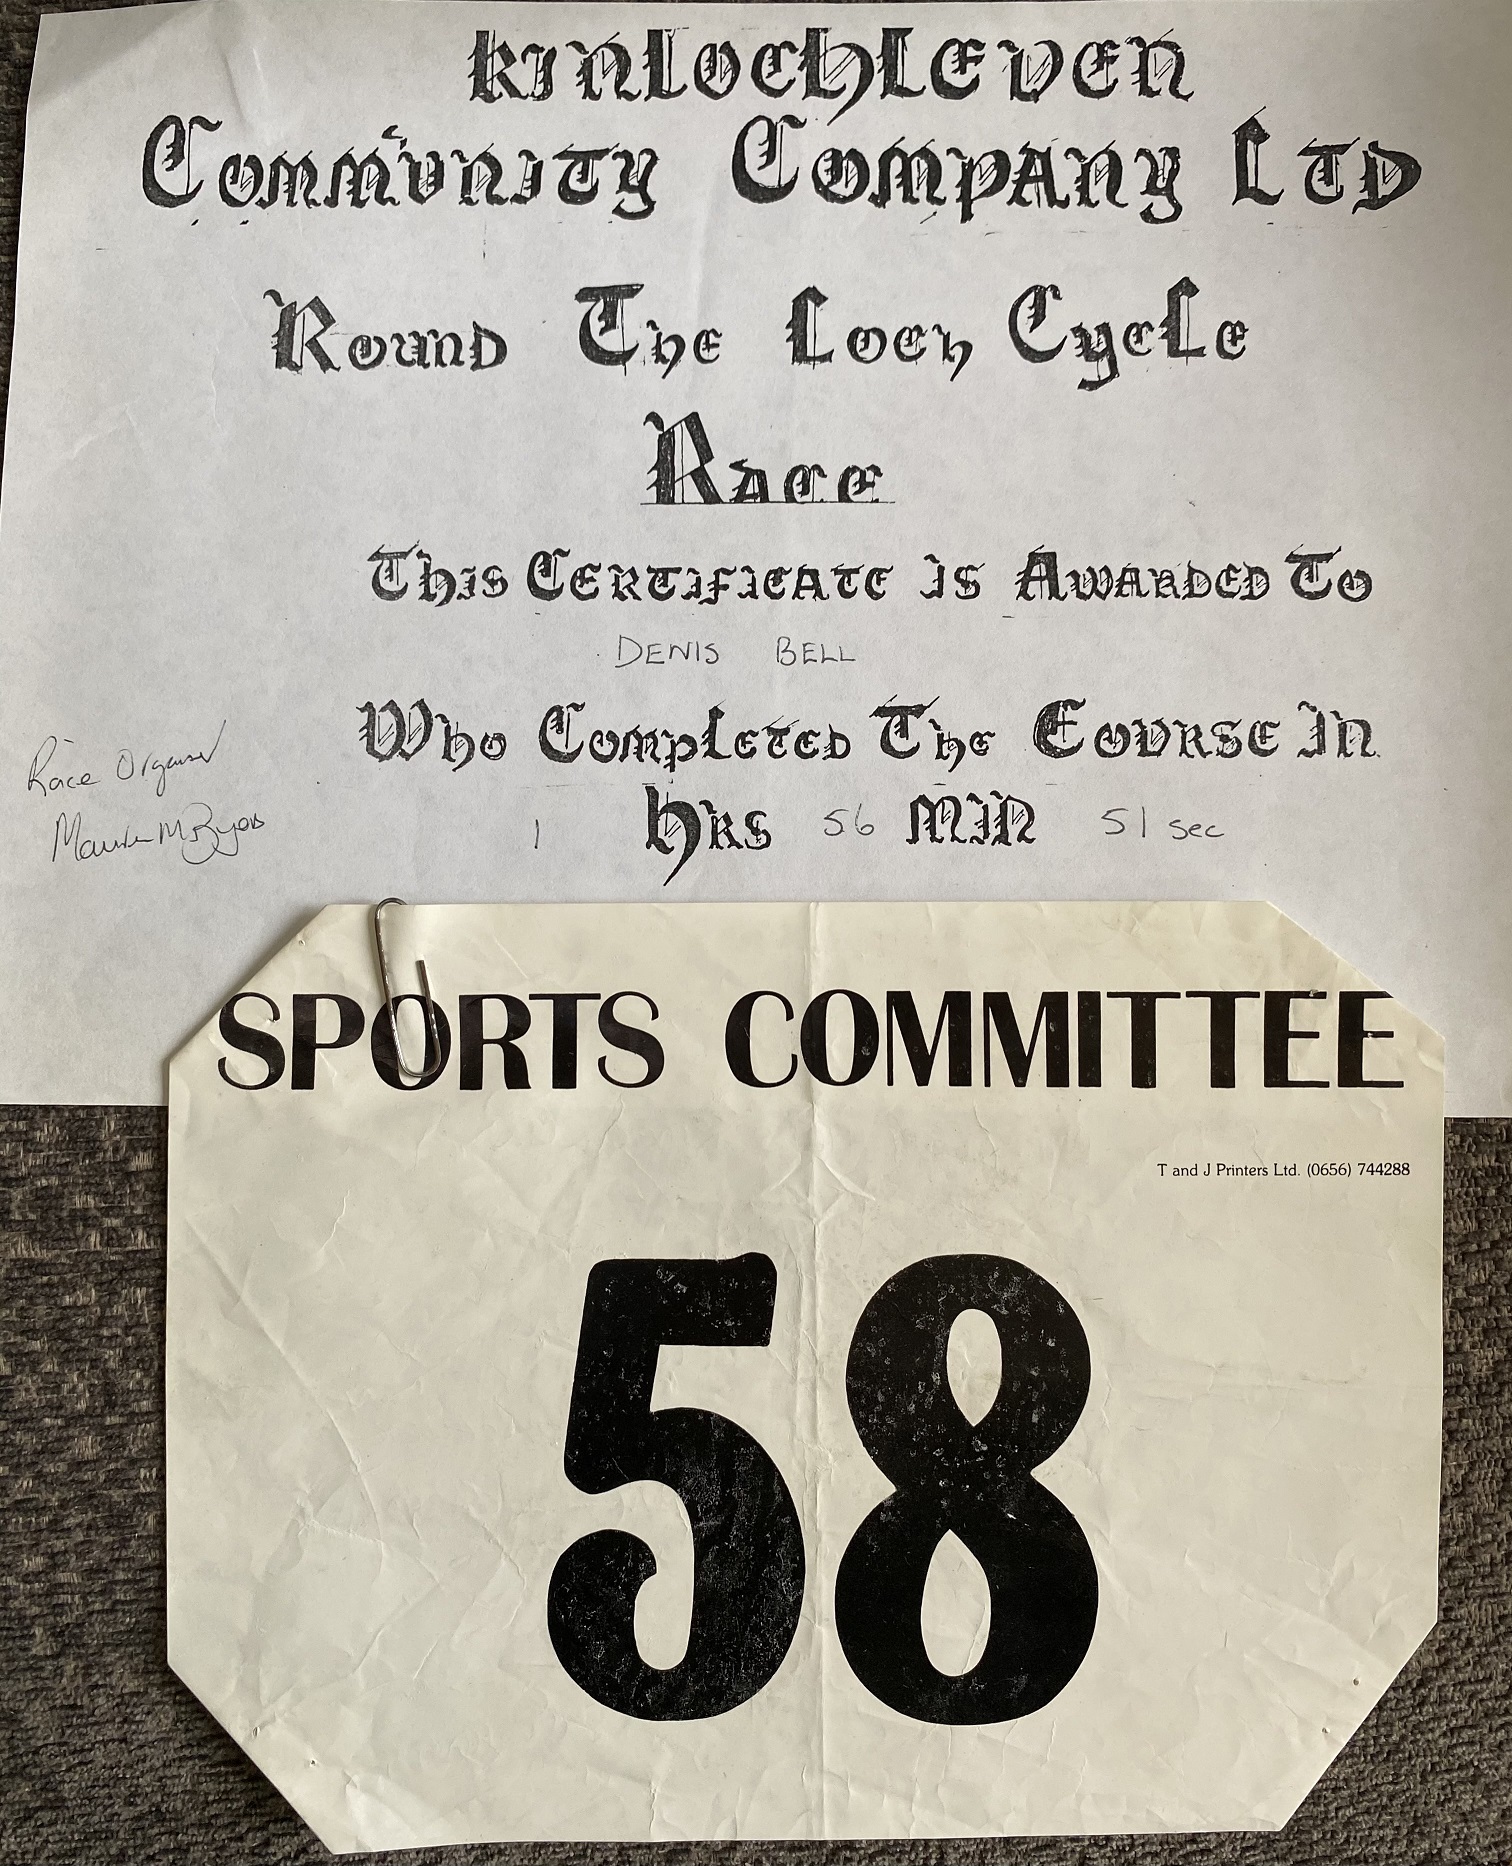 KINLOCHLEVEN
COMMUNITY COMPANY LTD
ROUND THE LOCH CYCLE
RACE
THIS CERTIFICATE IS AWARDED TO
DENIS BELL
WHO COMPLETED THE COURSE IN
1 HRS 56 MIN 51 sec
Race Organiser
SPORTS COMMITTEE
T and J Printers Ltd. (0656) 744288
58